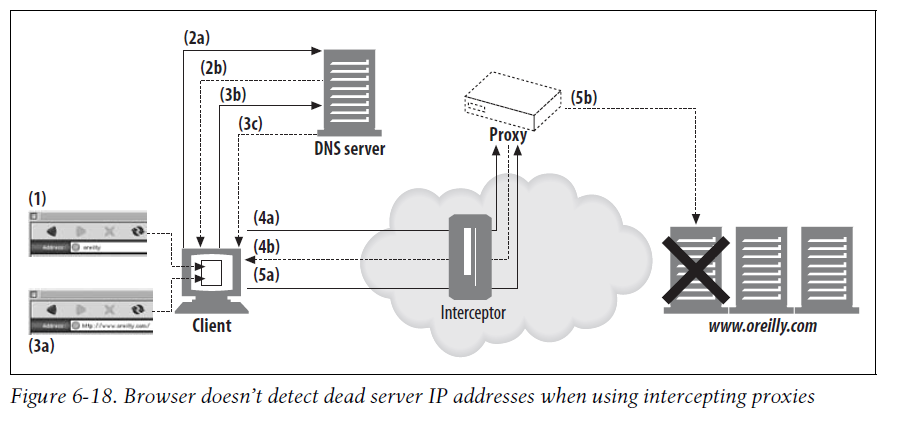 (2a)
(2b)
(3b)
(5b)
(3c)
Proxy
DNS server
(1)
(4a)
Address
oreilly
(4b)
(5a)
Interceptor
Address
http://www.oreilly.com/
Client
www.oreilly.com
(3a)
Figure 6-18. Browser doesn’t detect dead server IP addresses when using intercepting proxies